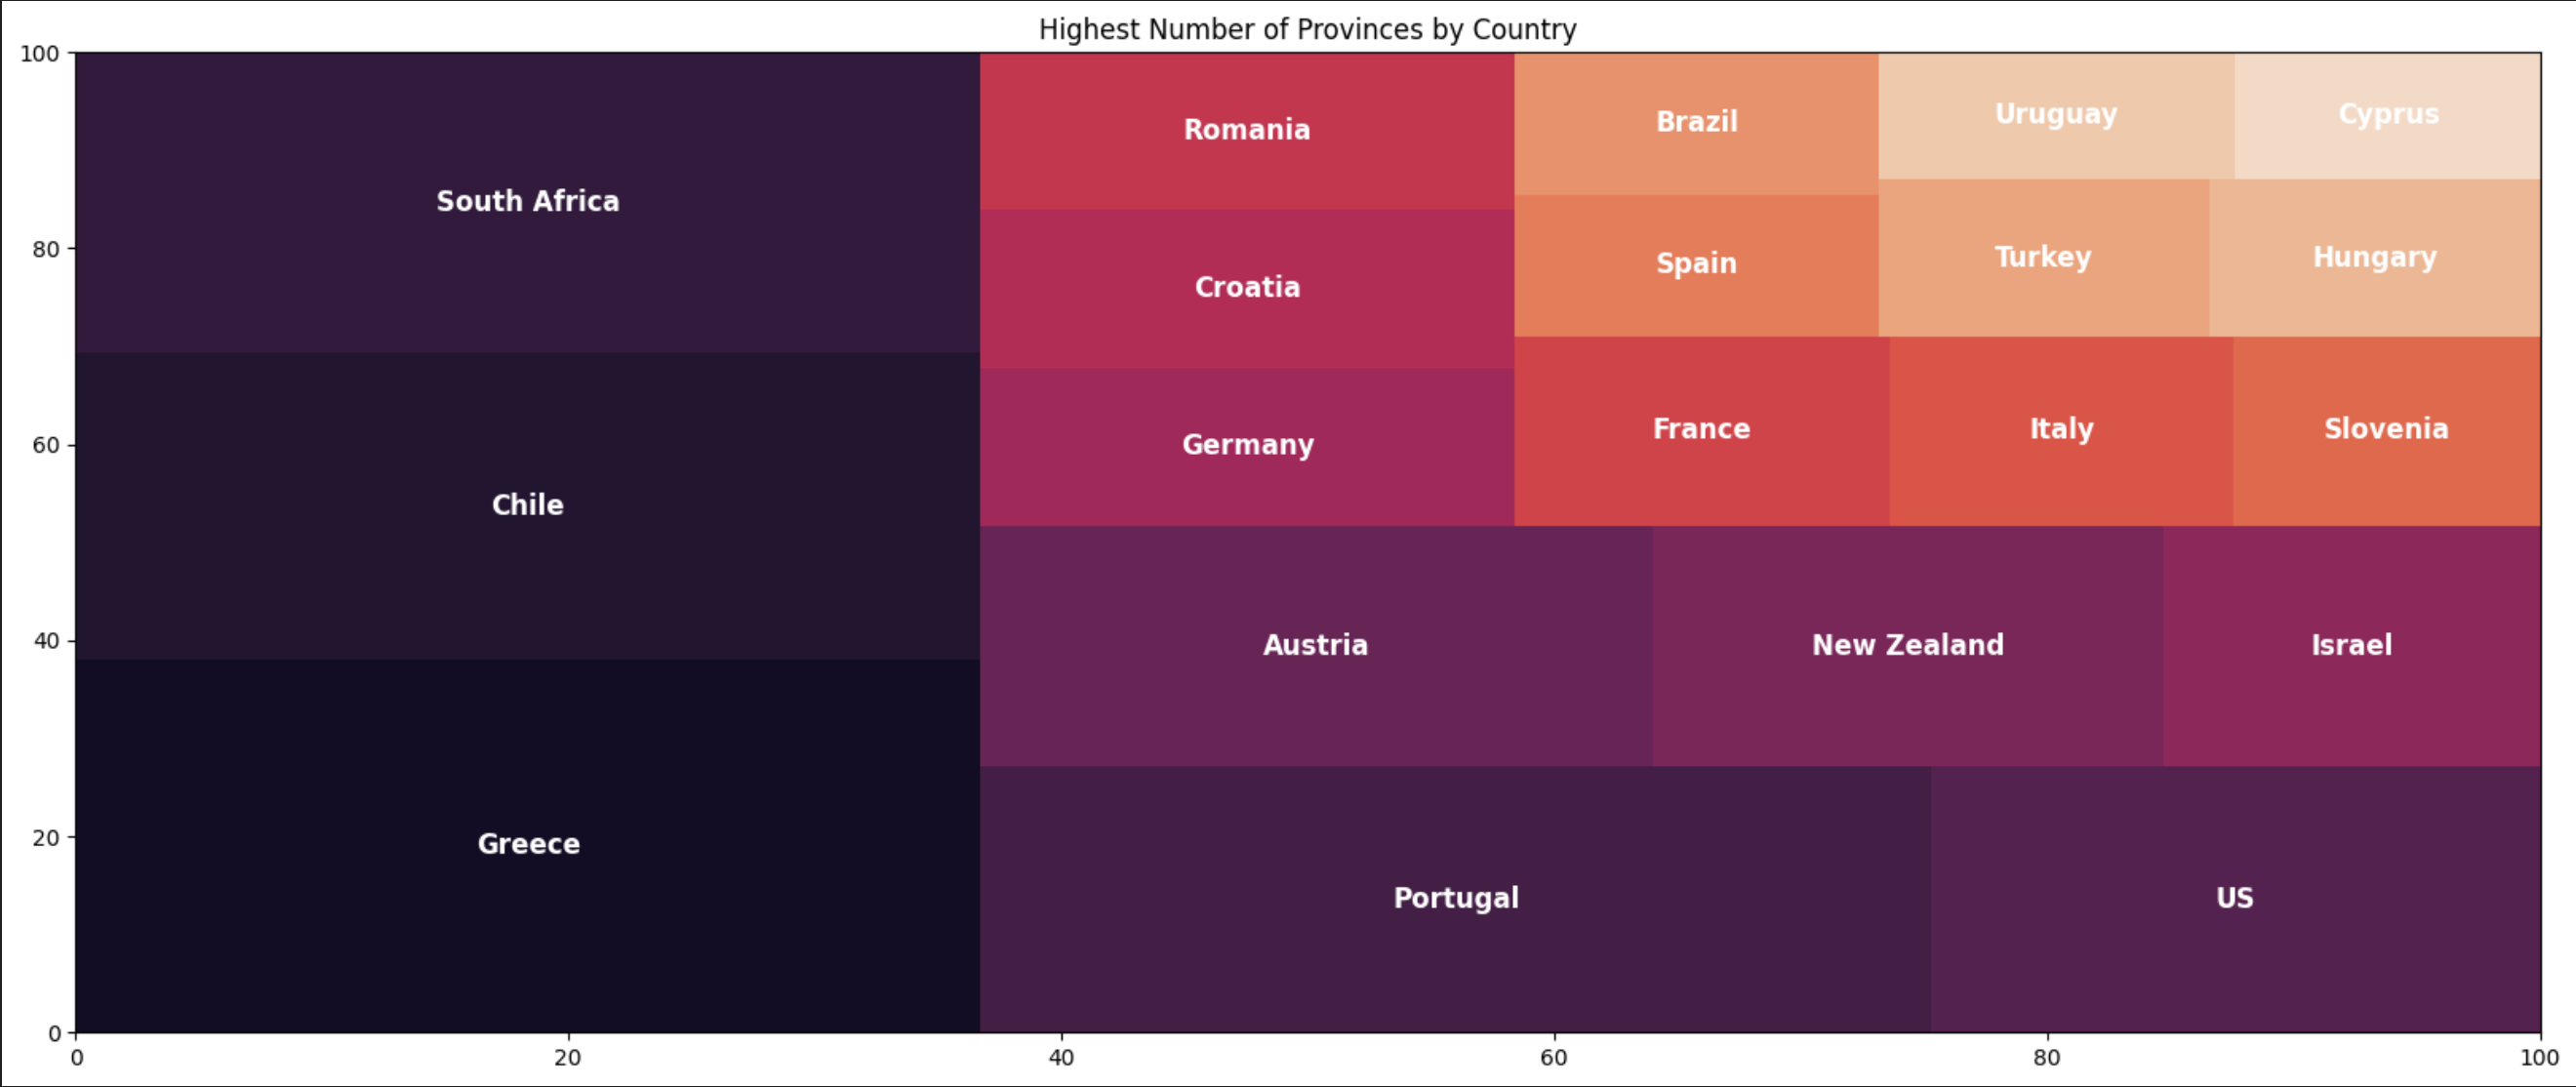 Highest Number of Provinces by Country
100
80
60
40
20
0
South Africa
Chile
Greece
Romania
Croatia
Germany
Brazil
Spain
Uruguay
Cyprus
Turkey
Hungary
France
Italy
Slovenia
Austria
New Zealand
Israel
Portugal
US
0
20
40
60
80
100